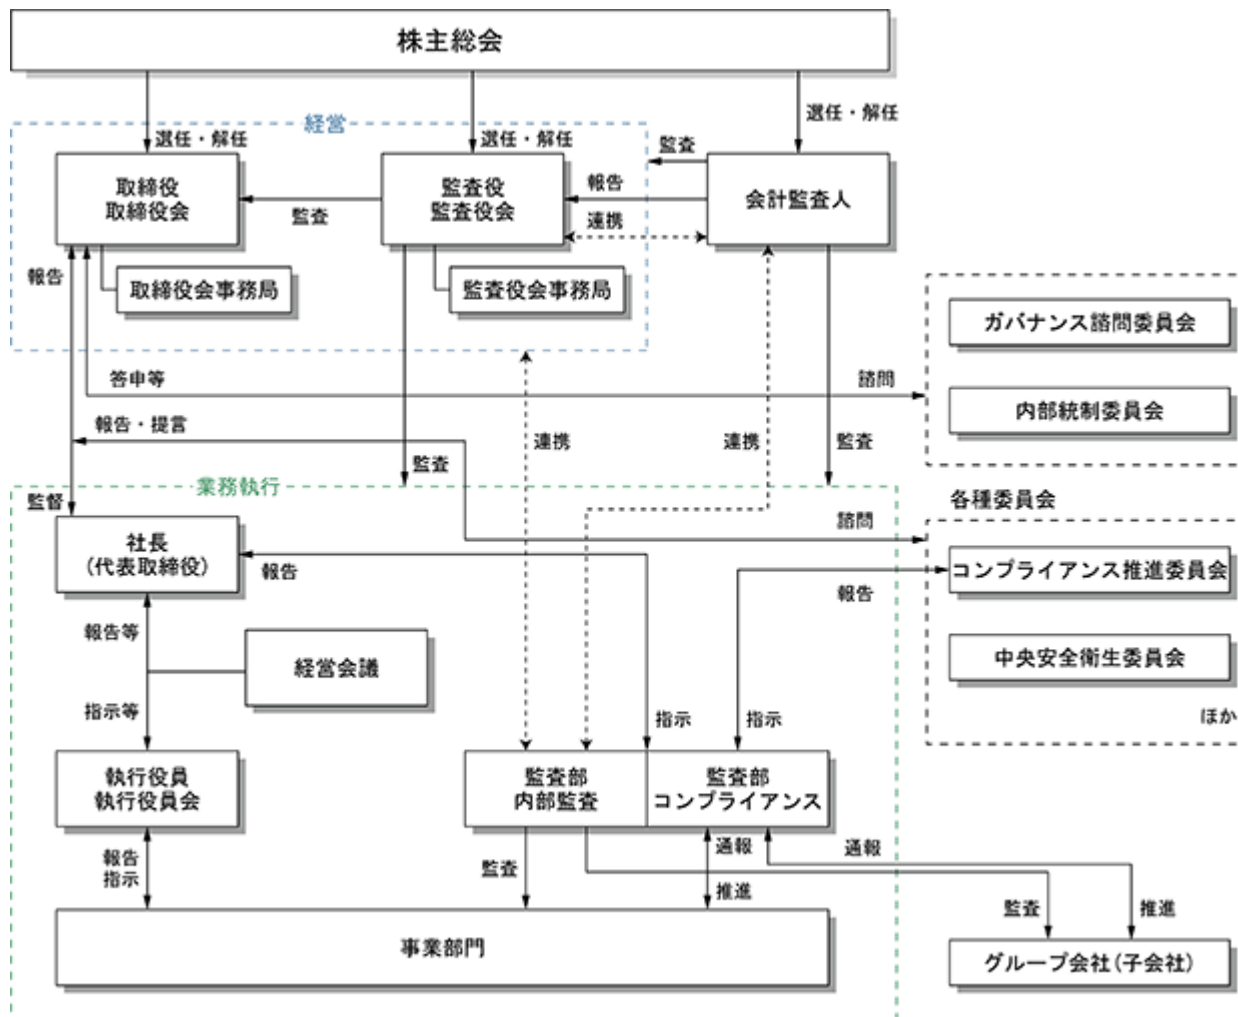 株主総会
選任・解任
選任・解任
選任・解任
経営
取締役
取締役会
監査
監査役
監査役会
監査
報告
連携
会計監査人
取締役会事務局
監査役会事務局
報告
答申等
諮問
報告・提言
監査
連携
連携
監査
ガバナンス諮問委員会
内部統制委員会
業務執行
監督
諮問
各種委員会
社長
(代表取締役)
報告
報告
コンプライアンス推進委員会
中央安全衛生委員会
ほか
報告等
経営会議
指示等
指示
指示
執行役員
執行役員会
監査部
内部監査
監査部
コンプライアンス
報告
指示
監査
通報
推進
通報
監査
推進
事業部門
グループ会社(子会社)